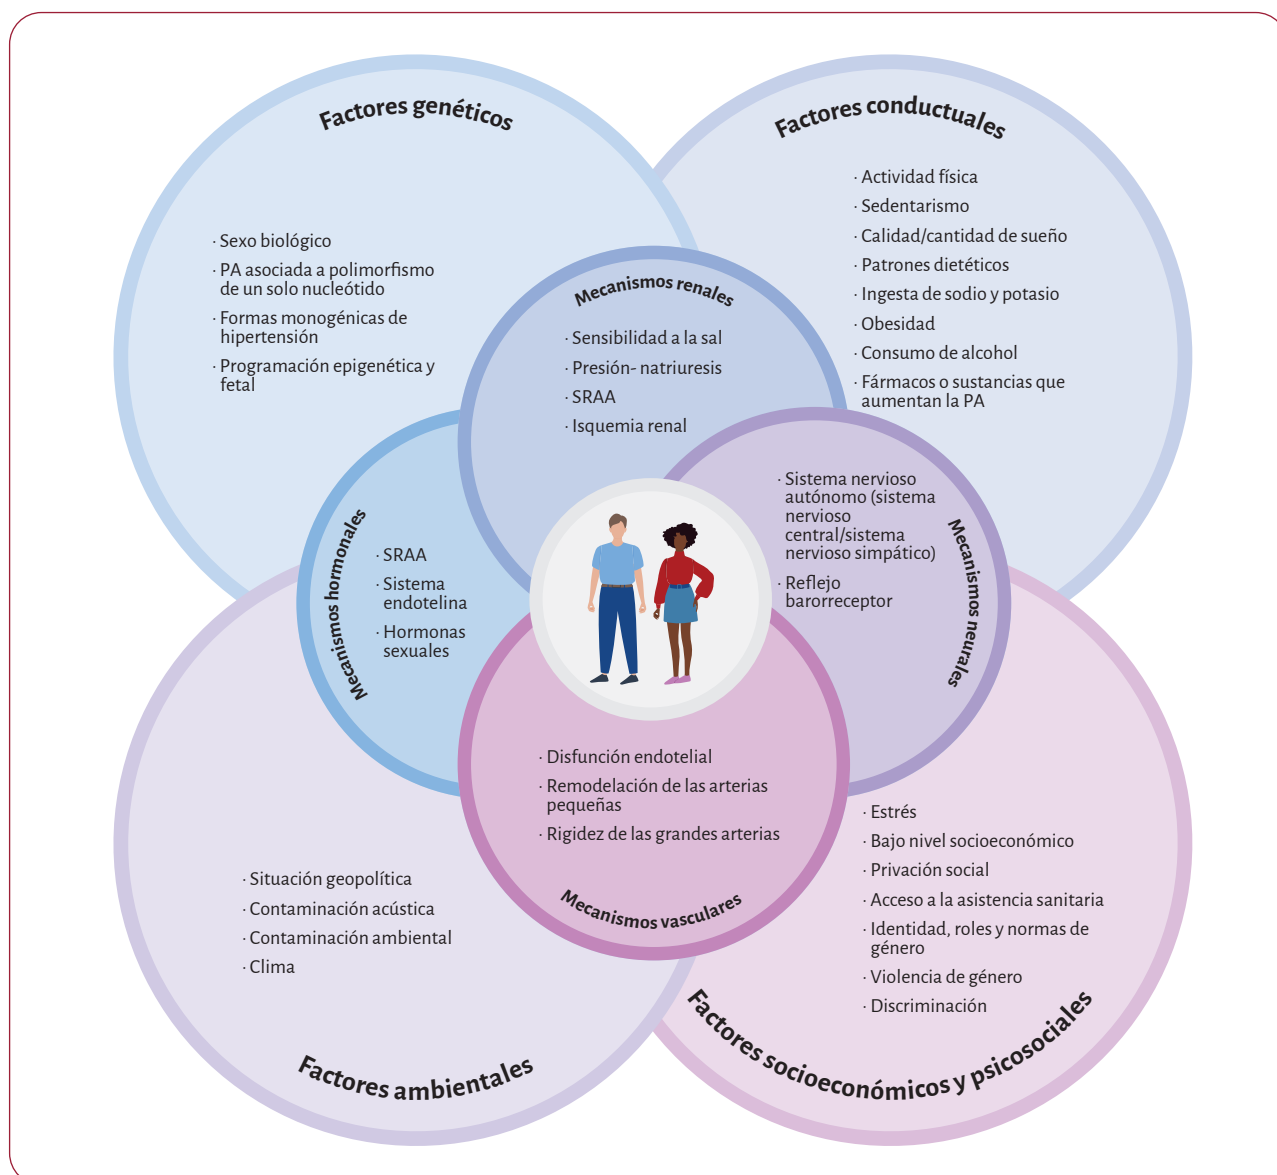 Factores genéticos
· Sexo biológico
· PA asociada a polimorfismo
de un solo nucleótido
· Formas monogénicas de
hipertensión
· Programación epigenética y
fetal
Factores conductuales
· Actividad física
· Sedentarismo
· Calidad/cantidad de sueño
· Patrones dietéticos
· Ingesta de sodio y potasio
· Obesidad
· Consumo de alcohol
· Fármacos o sustancias que
aumentan la PA
Mecanismos renales
· Sensibilidad a la sal
· Presión- natriuresis
· SRAA
· Isquemia renal
Mecanismos hormonales
· SRAA
· Sistema
endotelina
· Hormonas
sexuales
· Sistema nervioso
autónomo (sistema
nervioso
central/sistema
nervioso simpático)
· Reflejo
barorreceptor
Mecanismos neurales
· Disfunción endotelial
· Remodelación de las arterias
pequeñas
· Rigidez de las grandes arterias
Mecanismos vasculares
· Situación geopolítica
· Contaminación acústica
· Contaminación ambiental
· Clima
Factores ambientales
· Estrés
· Bajo nivel socioeconómico
· Privación social
· Acceso a la asistencia sanitaria
· Identidad, roles y normas de
género
· Violencia de género
· Discriminación
Factores socioeconómicos y psicosociales